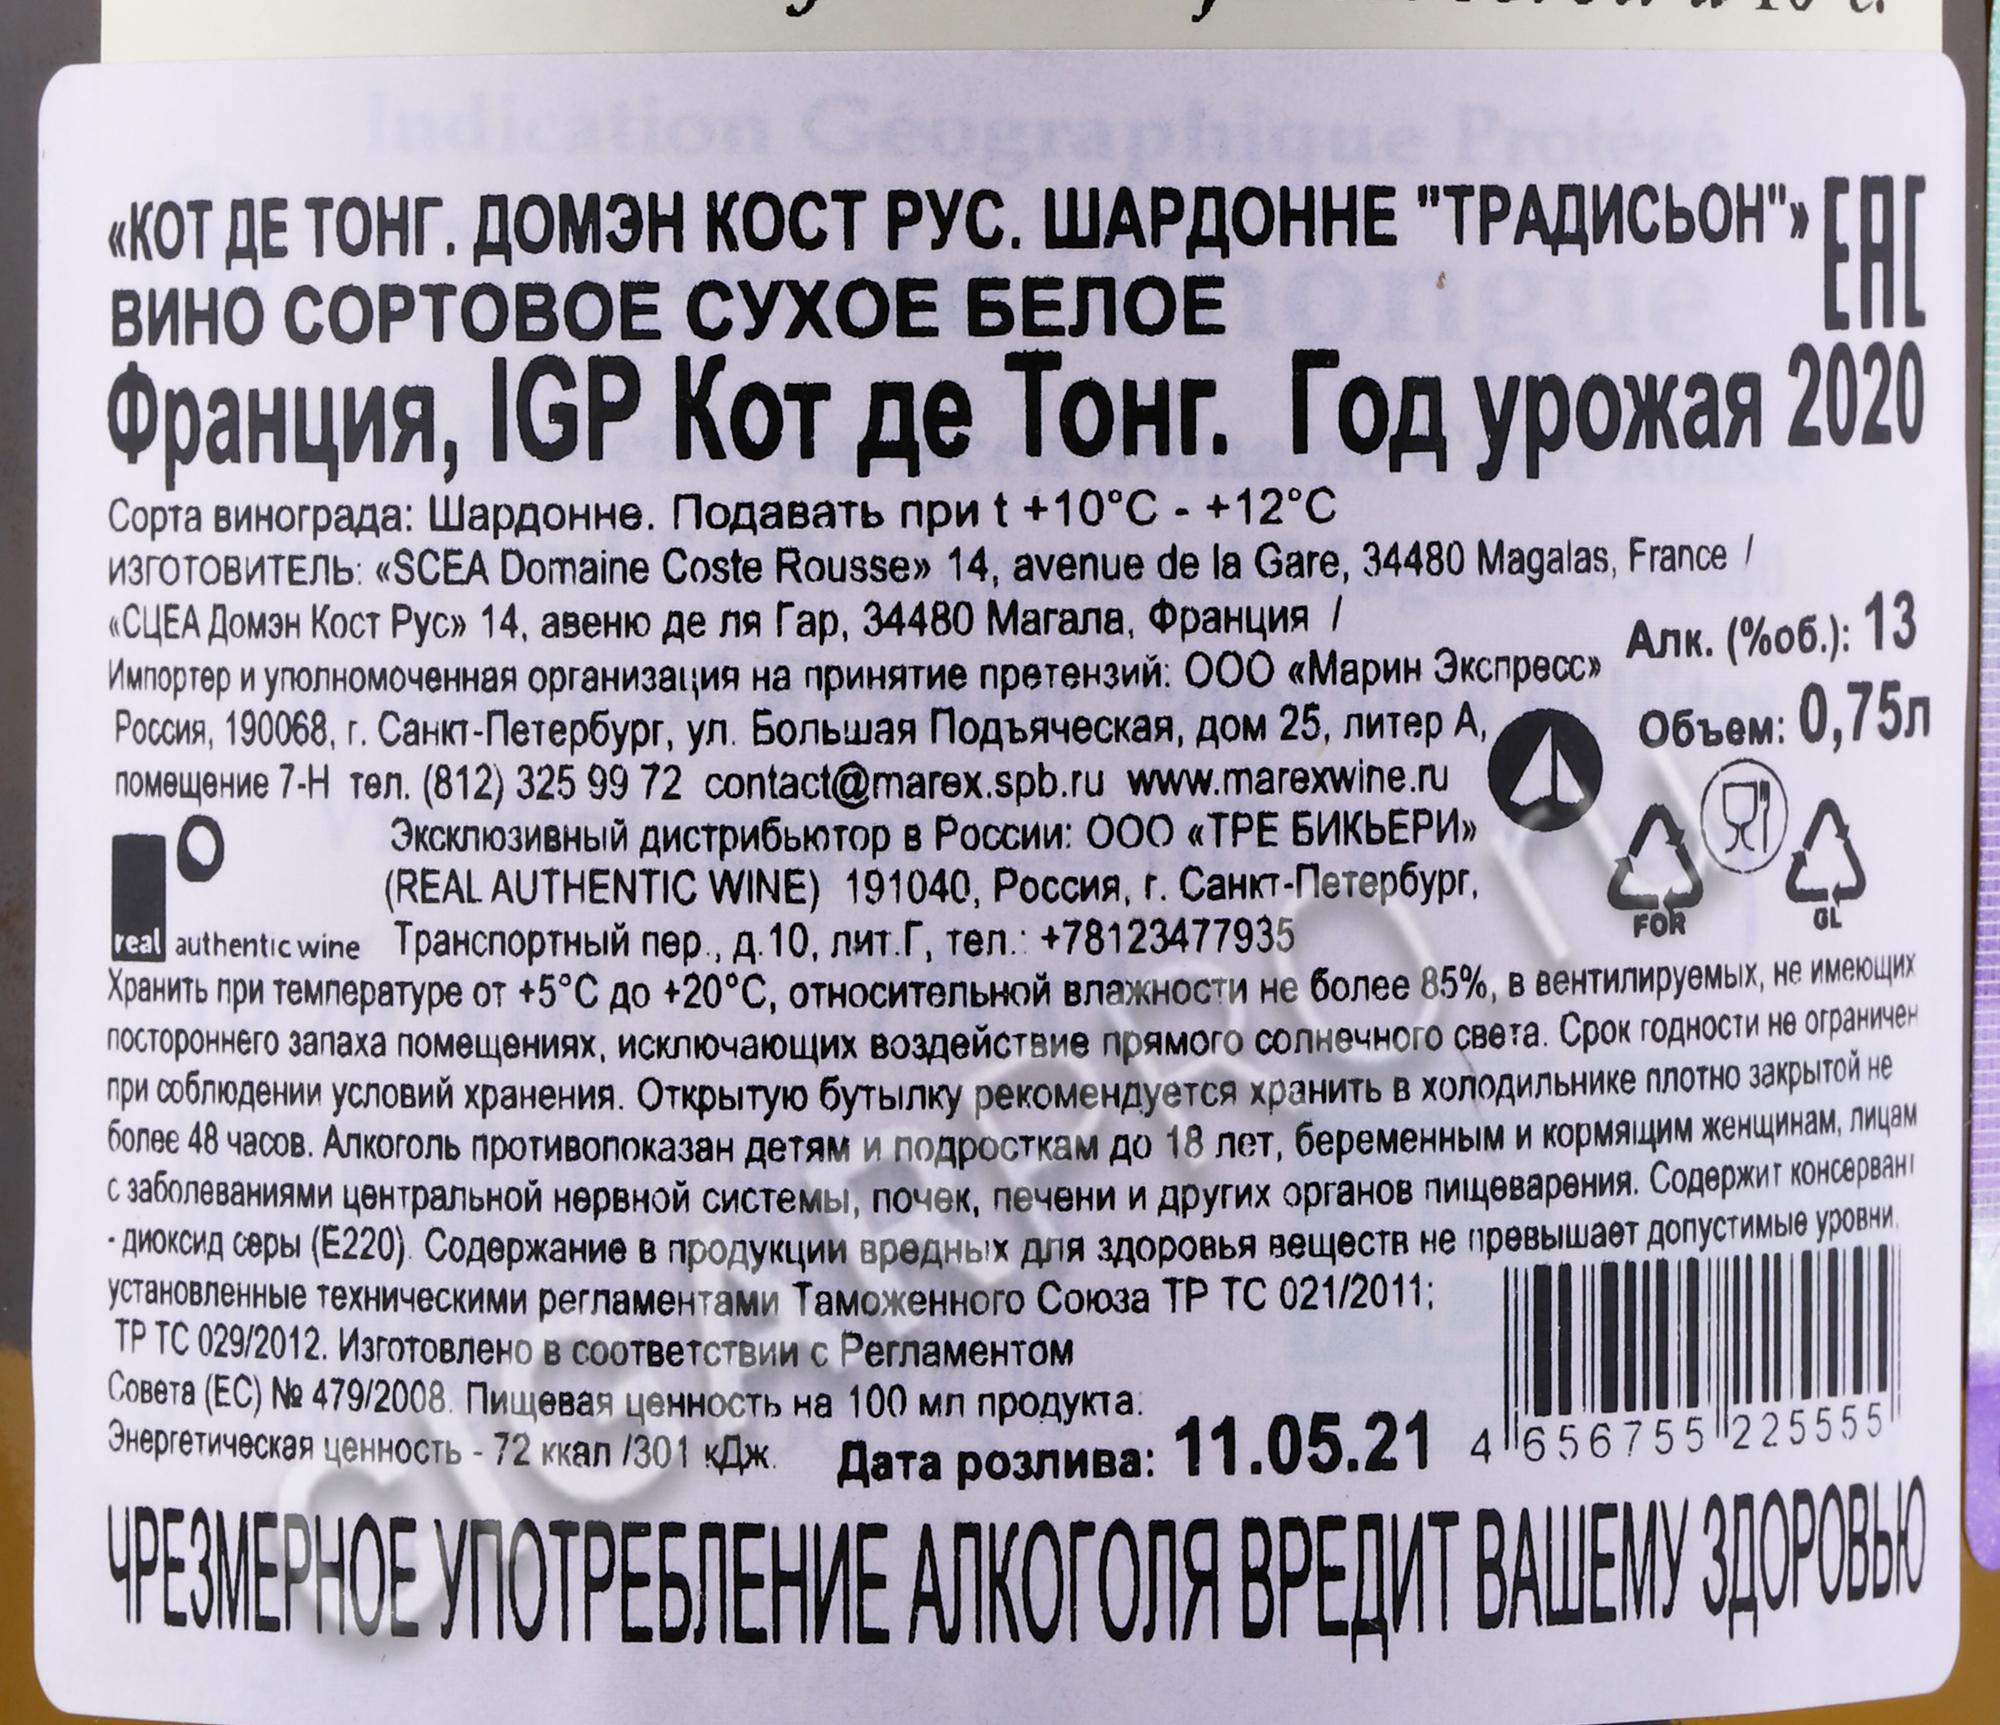 «КОТ ДЕ ТОНГ. ДОМЭН КОСТ РУС. ШАРДОННЕ "ТРАДИСЬОН"» EAC
ВИНО СОРТОВОЕ СУХОЕ БЕЛОЕ
Франция, IGP Кот де Тонг. Год урожая 2020
Сорта винограда: Шардонне. Подавать при t +10°C - +12°C
ИЗГОТОВИТЕЛЬ: «SCEA Domaine Coste Rousse» 14, avenue de la Gare, 34480 Magalas, France /
«СЦЕА Домэн Кост Рус» 14, авеню де ля Гар, 34480 Магала, Франция /
Алк. (%об.): 13
Импортер и уполномоченная организация на принятие претензий: ООО «Марин Экспресс»
Россия, 190068, г. Санкт-Петербург, ул. Большая Подъяческая, дом 25, литер А,
Объем: 0,75л
помещение 7-Н тел. (812) 325 99 72 contact@marex.spb.ru www.marexwine.ru
Эксклюзивный дистрибьютор в России: ООО «ТРЕ БИКЬЕРИ»
(REAL AUTHENTIC WINE) 191040, Россия, г. Санкт-Петербург,
FOR GL
real authentic wine Транспортный пер., д.10, лит.Г, тел.: +78123477935
Хранить при температуре от +5°C до +20°C, относительной влажности не более 85%, в вентилируемых, не имеющих
постороннего запаха помещениях, исключающих воздействие прямого солнечного света. Срок годности не ограничен
при соблюдении условий хранения. Открытую бутылку рекомендуется хранить в холодильнике плотно закрытой не
более 48 часов. Алкоголь противопоказан детям и подросткам до 18 лет, беременным и кормящим женщинам, лицам
с заболеваниями центральной нервной системы, почек, печени и других органов пищеварения. Содержит консервант
- диоксид серы (Е220). Содержание в продукции вредных для здоровья веществ не превышает допустимые уровни,
установленные техническими регламентами Таможенного Союза ТР ТС 021/2011;
ТР ТС 029/2012. Изготовлено в соответствии с Регламентом
Совета (ЕС) № 479/2008. Пищевая ценность на 100 мл продукта:
Энергетическая ценность - 72 ккал /301 кДж.
Дата розлива: 11.05.21
4 656755 225555
ЧРЕЗМЕРНОЕ УПОТРЕБЛЕНИЕ АЛКОГОЛЯ ВРЕДИТ ВАШЕМУ ЗДОРОВЬЮ
CIGARPRO.ru
Indication Géographique Protégé